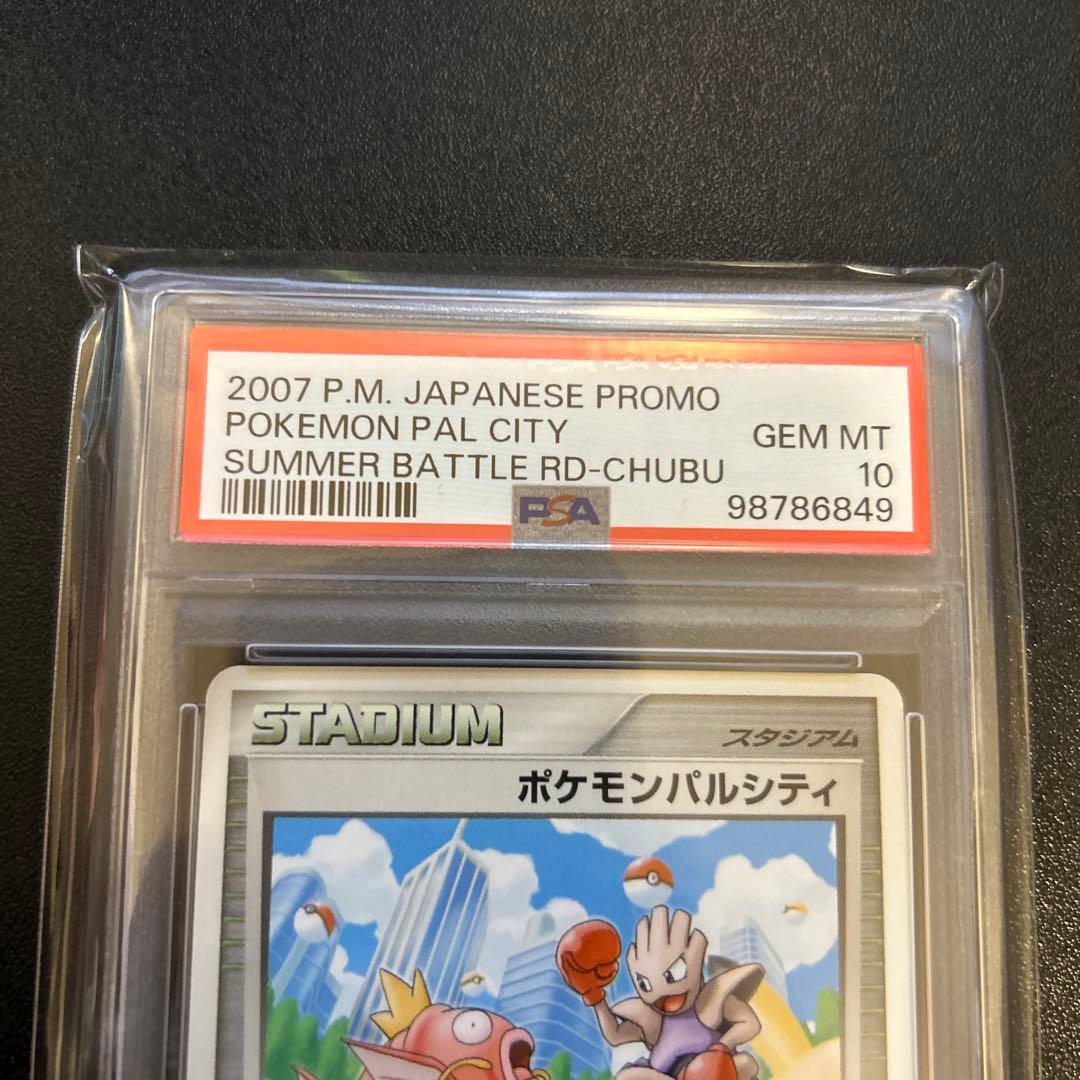 2007 P.M. JAPANESE PROMO
POKEMON PAL CITY
GEM MT
SUMMER BATTLE RD-CHUBU
10
PSA
98786849
STADIUM
スタジアム
ポケモンパルシティ